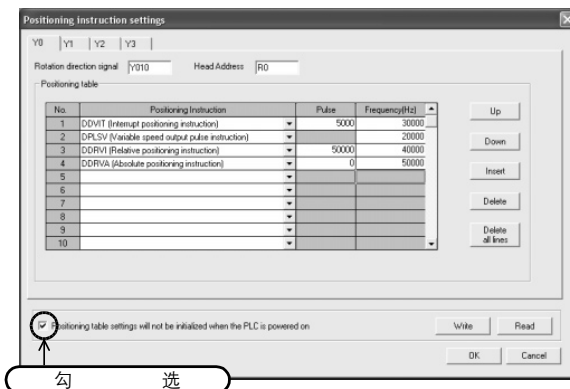 Positioning instruction settings
Y0 Y1 Y2 Y3
Rotation direction signal Y010 Head Address R0
Positioning table
No. Positioning Instruction Pulse Frequency(Hz)
1 DDVIT (Interrupt positioning instruction) 5000 30000
2 DPLSV (Variable speed output pulse instruction) 20000
3 DDRVI (Relative positioning instruction) 50000 40000
4 DDRVA (Absolute positioning instruction) 0 50000
5
6
7
8
9
10
Up
Down
Insert
Delete
Delete
all lines
Positioning table settings will not be initialized when the PLC is powered on
Write Read
OK Cancel
勾 选